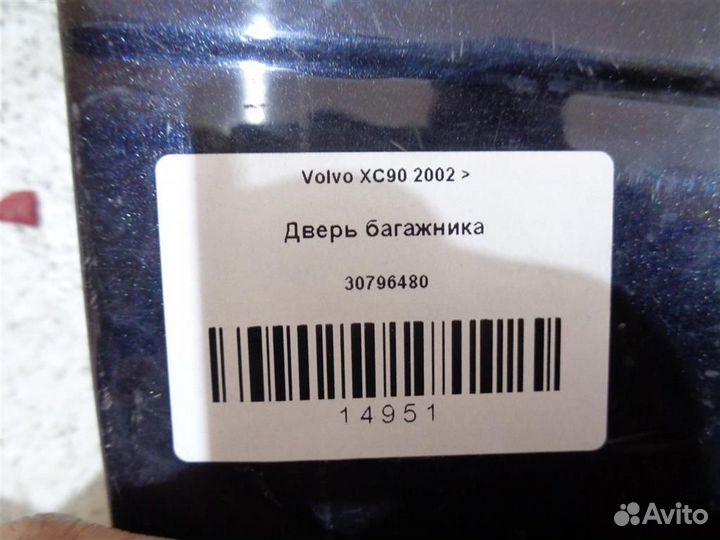 Volvo XC90 2002 >
Дверь багажника
30796480
14951
Avito